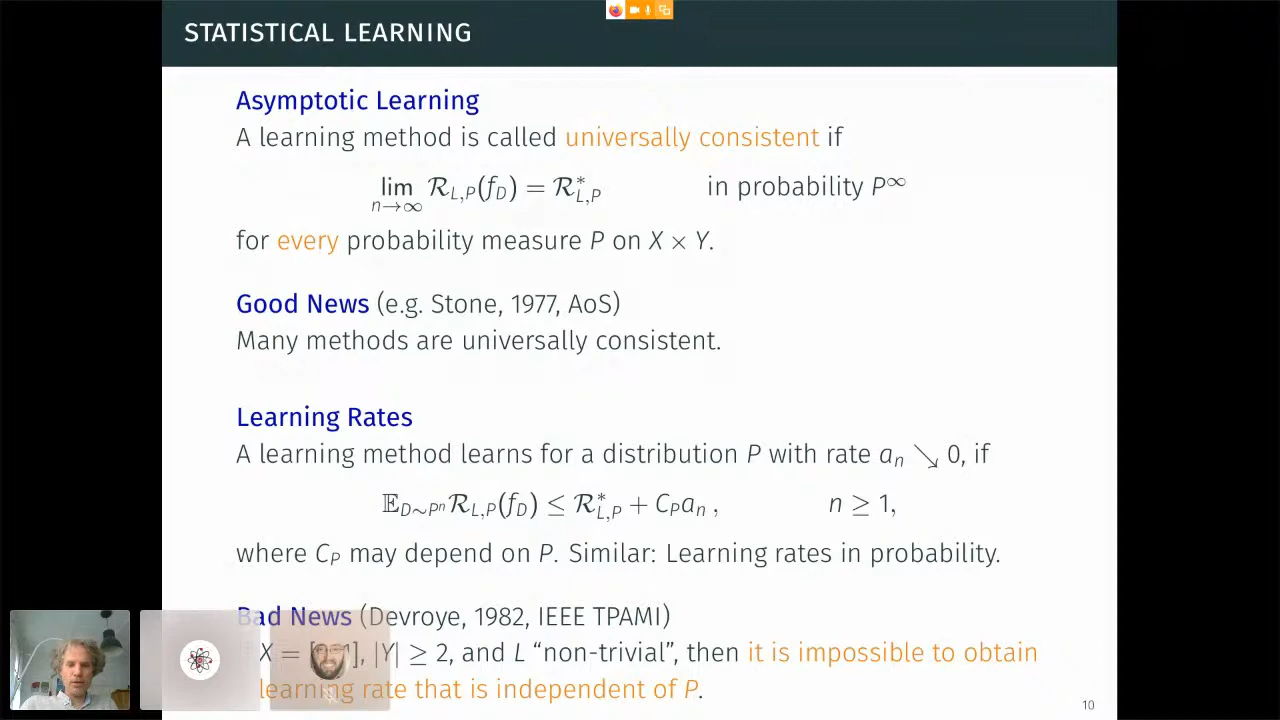 STATISTICAL LEARNING
Asymptotic Learning
A learning method is called universally consistent if
lim n→∞ R_{L,P}(f_D) = R*_{L,P} in probability P^∞
for every probability measure P on X × Y.
Good News (e.g. Stone, 1977, AoS)
Many methods are universally consistent.
Learning Rates
A learning method learns for a distribution P with rate a_n ↘ 0, if
𝔼_{D∼P^n} R_{L,P}(f_D) ≤ R*_{L,P} + C_P a_n , n ≥ 1,
where C_P may depend on P. Similar: Learning rates in probability.
Bad News (Devroye, 1982, IEEE TPAMI)
X = |Y| ≥ 2, and L “non-trivial”, then it is impossible to obtain
learning rate that is independent of P.
10